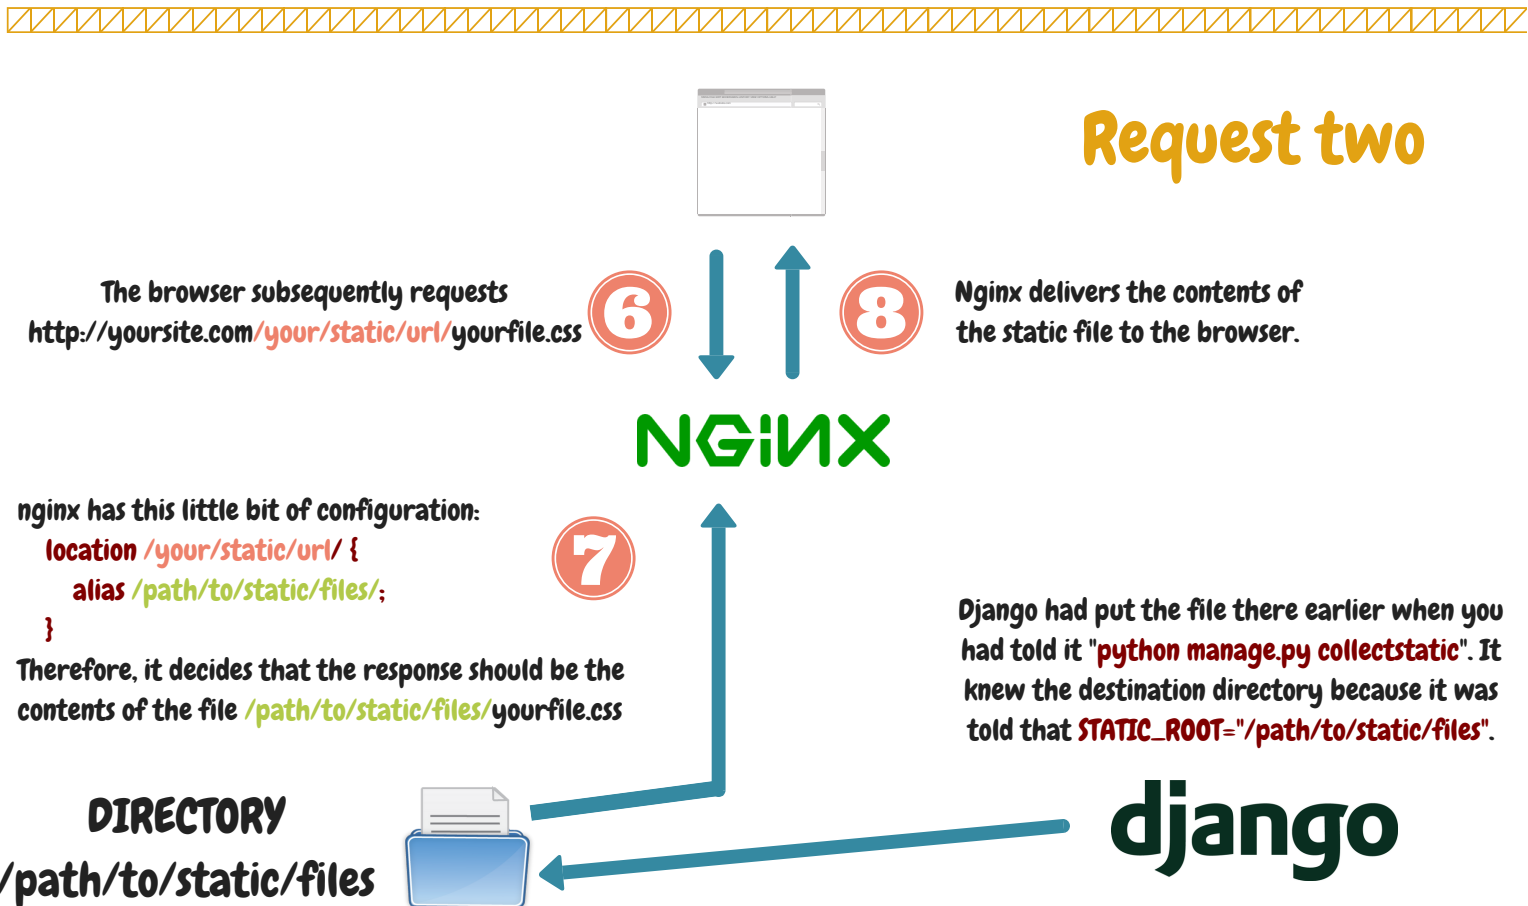 Request two
The browser subsequently requests
http://yoursite.com/your/static/url/yourfile.css
6
8
Nginx delivers the contents of
the static file to the browser.
NGiNX
nginx has this little bit of configuration:
location /your/static/url/ {
alias /path/to/static/files/;
}
Therefore, it decides that the response should be the
contents of the file /path/to/static/files/yourfile.css
7
Django had put the file there earlier when you
had told it "python manage.py collectstatic". It
knew the destination directory because it was
told that STATIC_ROOT="/path/to/static/files".
DIRECTORY
/path/to/static/files
django